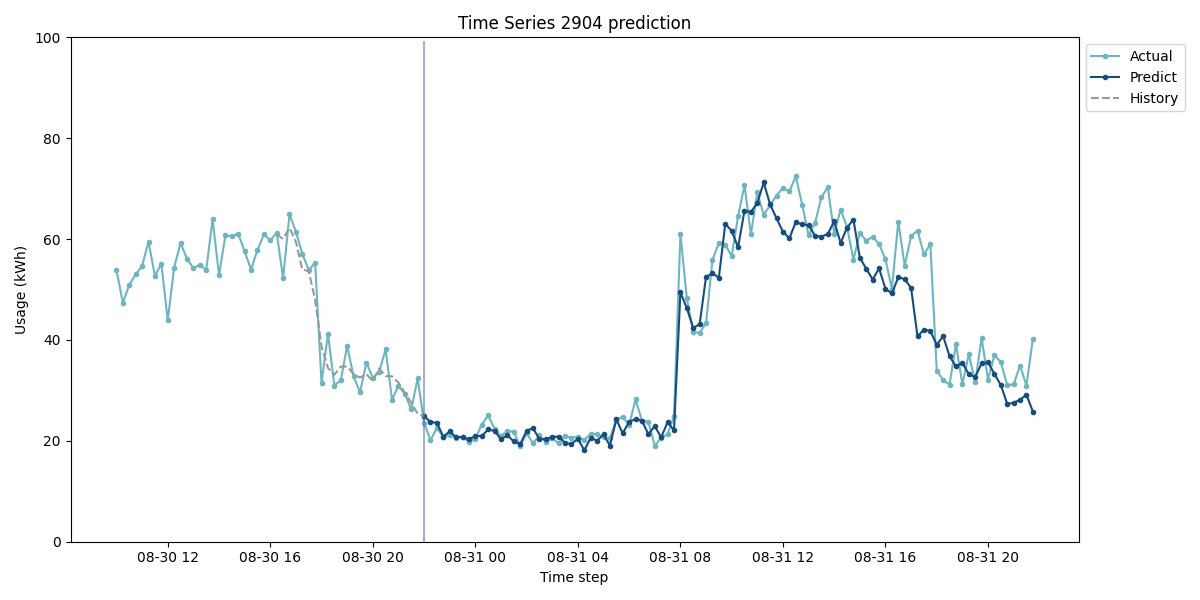 Time Series 2904 prediction
100
80
60
40
20
0
Usage (kWh)
08-30 12
08-30 16
08-30 20
08-31 00
08-31 04
08-31 08
08-31 12
08-31 16
08-31 20
Time step
Actual
Predict
History